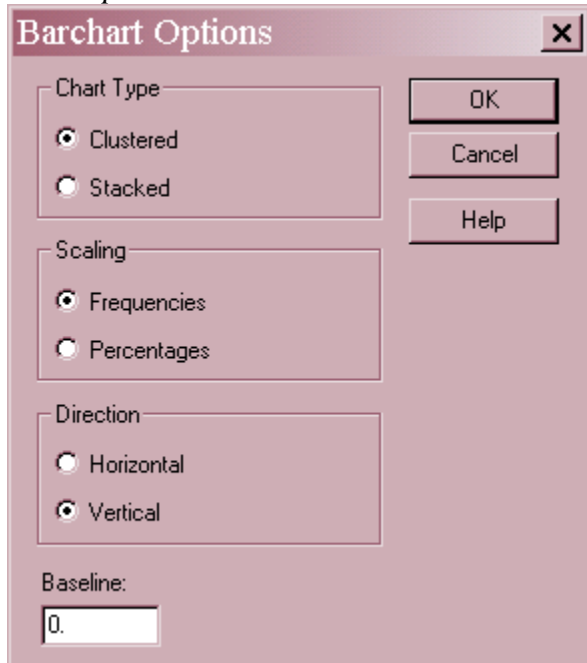 Barchart Options
Chart Type
Clustered
Stacked
Scaling
Frequencies
Percentages
Direction
Horizontal
Vertical
Baseline:
0.
OK
Cancel
Help